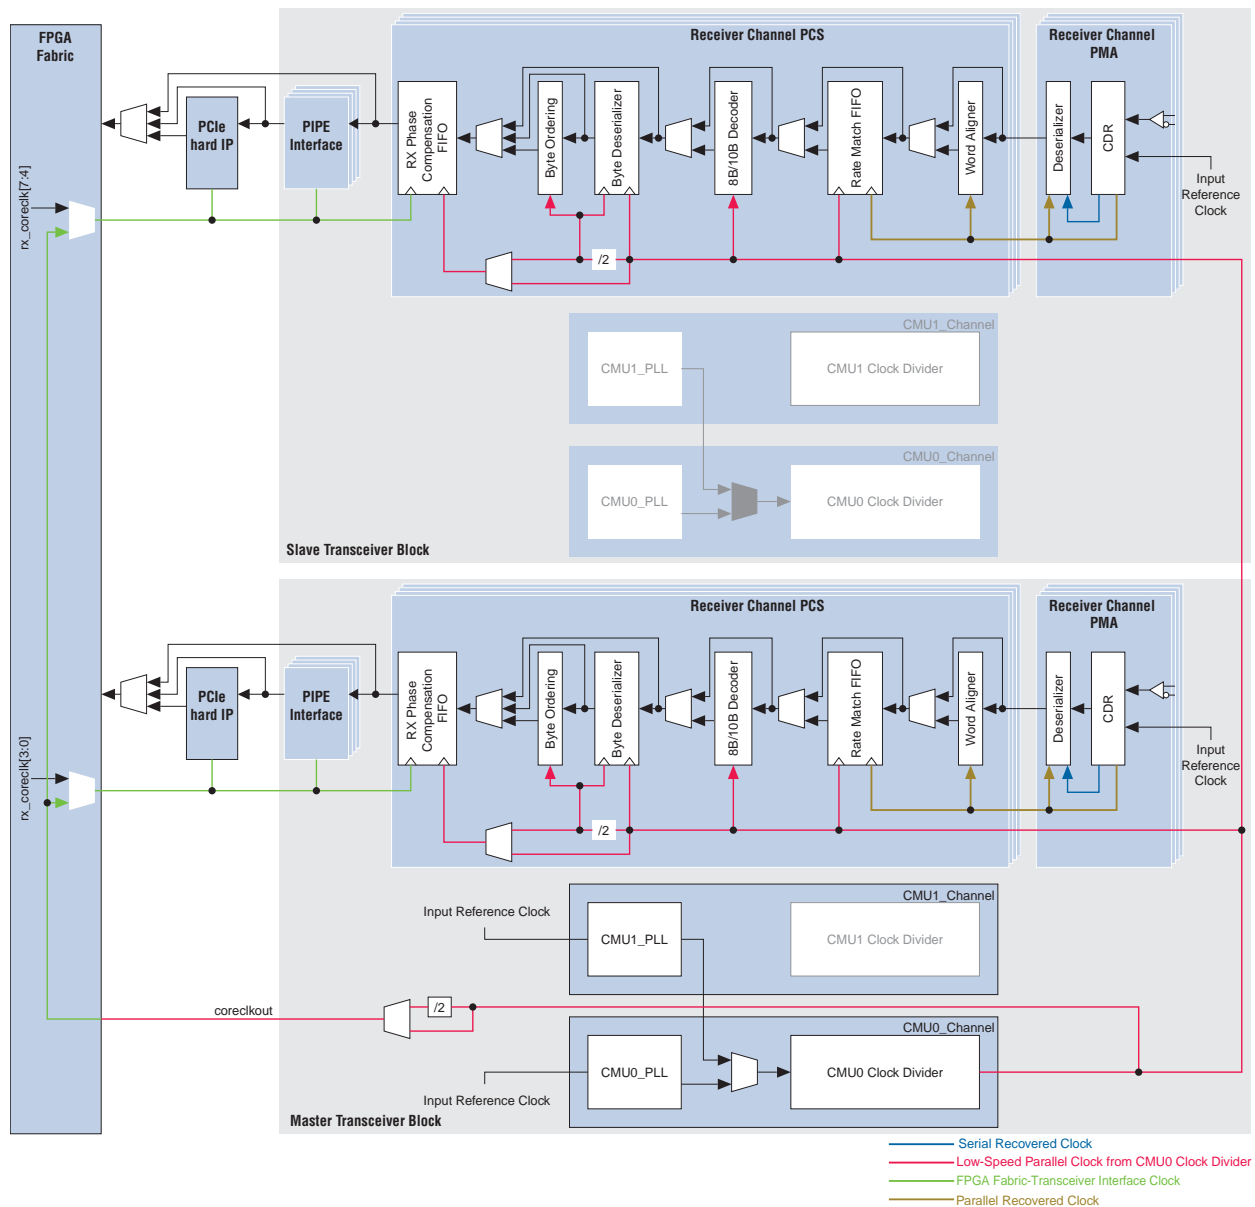 FPGA
Fabric
Receiver Channel PCS
Receiver Channel
PMA
rx_coreclk[7:4]
PCIe
hard IP
PIPE
Interface
RX Phase
Compensation
FIFO
Byte Ordering
Byte Deserializer
8B/10B Decoder
Rate Match FIFO
Word Aligner
Deserializer
CDR
Input
Reference
Clock
/2
CMU1_Channel
CMU1_PLL
CMU1 Clock Divider
CMU0_Channel
CMU0_PLL
CMU0 Clock Divider
Slave Transceiver Block
Receiver Channel PCS
Receiver Channel
PMA
rx_coreclk[3:0]
PCIe
hard IP
PIPE
Interface
RX Phase
Compensation
FIFO
Byte Ordering
Byte Deserializer
8B/10B Decoder
Rate Match FIFO
Word Aligner
Deserializer
CDR
Input
Reference
Clock
/2
CMU1_Channel
Input Reference Clock
CMU1_PLL
CMU1 Clock Divider
coreclkout
/2
CMU0_Channel
CMU0_PLL
CMU0 Clock Divider
Input Reference Clock
Master Transceiver Block
Serial Recovered Clock
Low-Speed Parallel Clock from CMU0 Clock Divider
FPGA Fabric-Transceiver Interface Clock
Parallel Recovered Clock